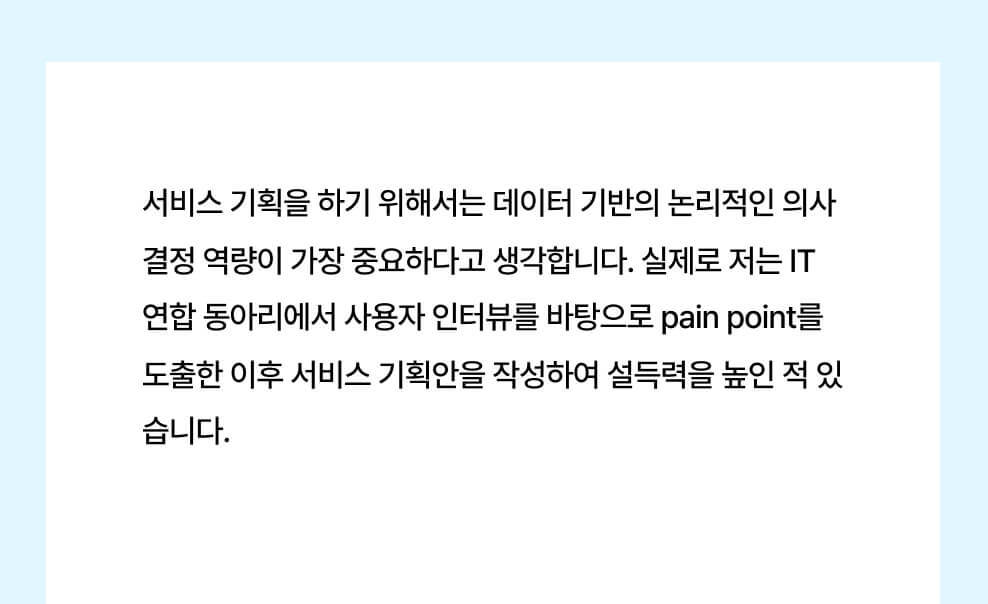 서비스 기획을 하기 위해서는 데이터 기반의 논리적인 의사
결정 역량이 가장 중요하다고 생각합니다. 실제로 저는 IT
연합 동아리에서 사용자 인터뷰를 바탕으로 pain point를
도출한 이후 서비스 기획안을 작성하여 설득력을 높인 적 있
습니다.